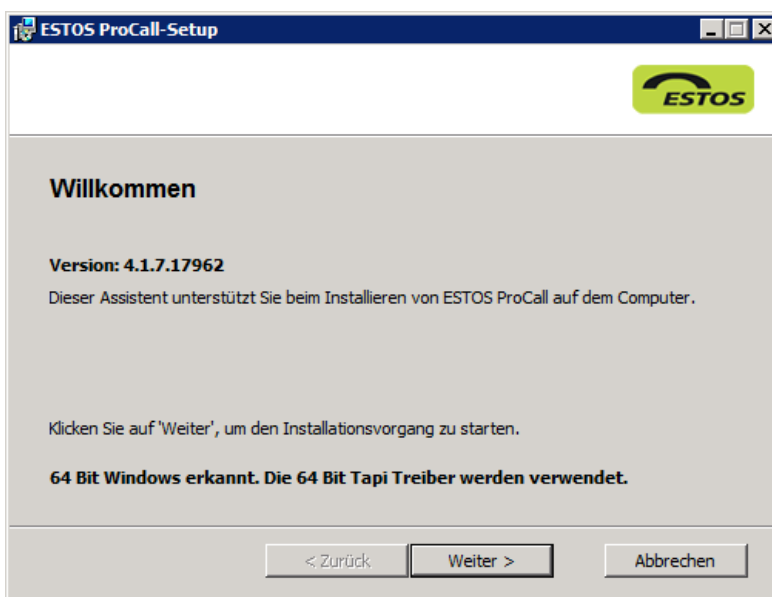 ESTOS ProCall-Setup
ESTOS
Willkommen
Version: 4.1.7.17962
Dieser Assistent unterstützt Sie beim Installieren von ESTOS ProCall auf dem Computer.
Klicken Sie auf 'Weiter', um den Installationsvorgang zu starten.
64 Bit Windows erkannt. Die 64 Bit Tapi Treiber werden verwendet.
< Zurück Weiter > Abbrechen